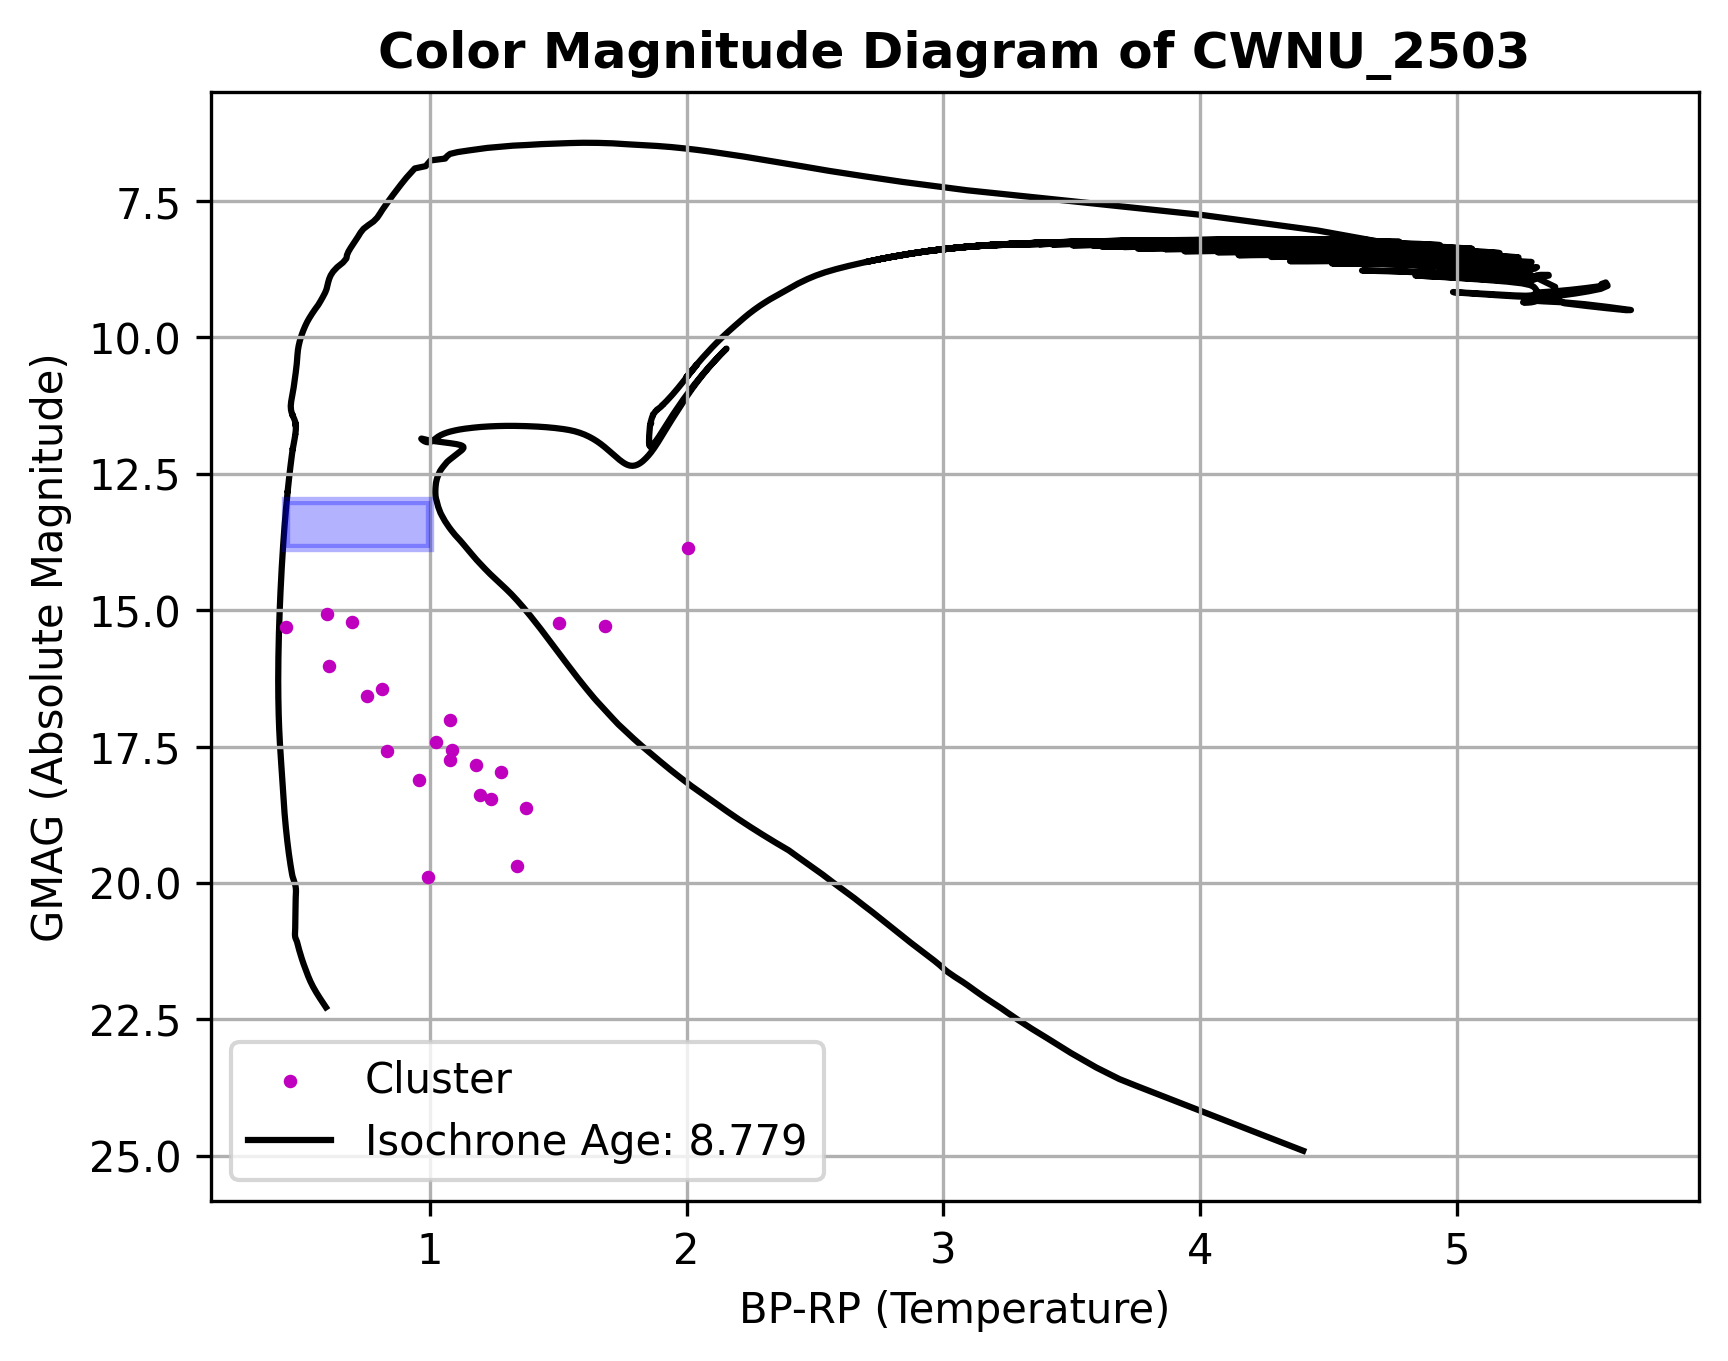 Color Magnitude Diagram of CWNU_2503
GMAG (Absolute Magnitude)
7.5
10.0
12.5
15.0
17.5
20.0
22.5
25.0
Cluster
Isochrone Age: 8.779
1 2 3 4 5
BP-RP (Temperature)